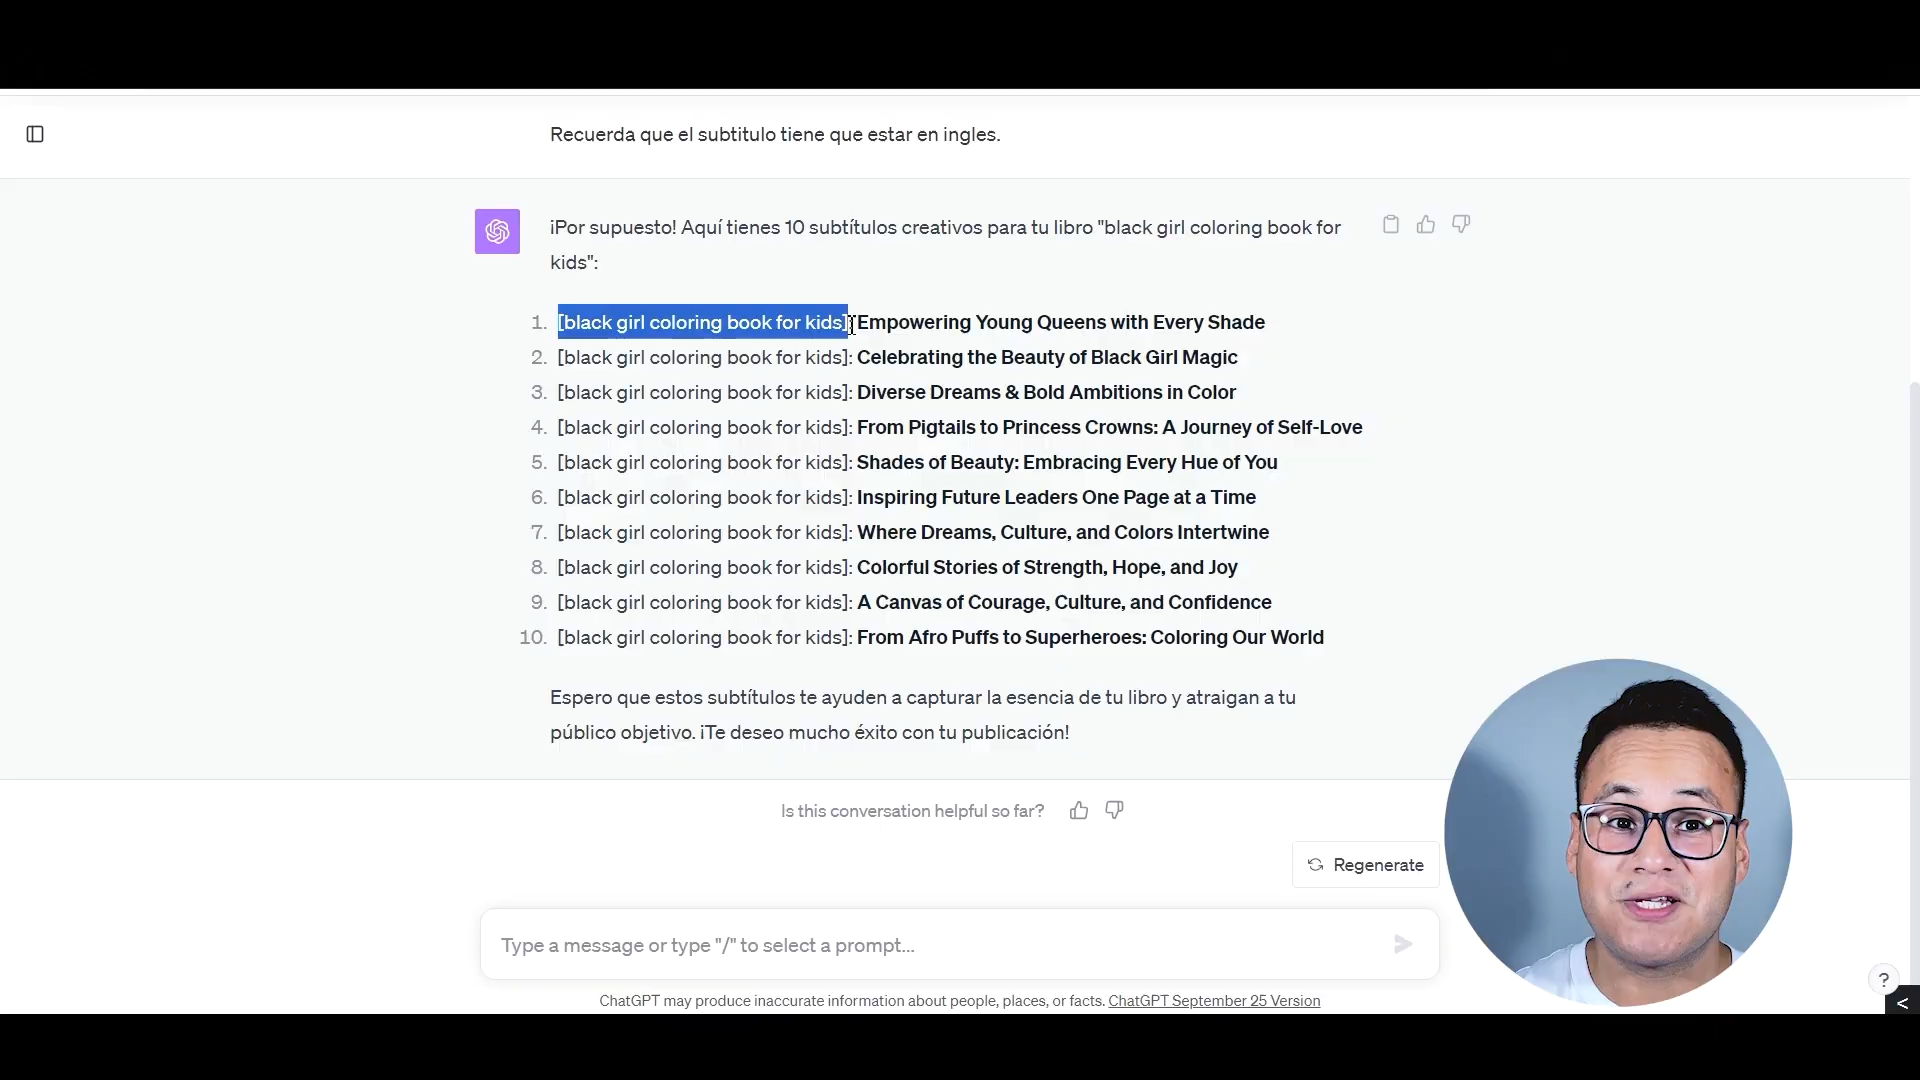 Recuerda que el subtitulo tiene que estar en ingles.
¡Por supuesto! Aquí tienes 10 subtítulos creativos para tu libro "black girl coloring book for
kids":
1. [black girl coloring book for kids]: Empowering Young Queens with Every Shade
2. [black girl coloring book for kids]: Celebrating the Beauty of Black Girl Magic
3. [black girl coloring book for kids]: Diverse Dreams & Bold Ambitions in Color
4. [black girl coloring book for kids]: From Pigtails to Princess Crowns: A Journey of Self-Love
5. [black girl coloring book for kids]: Shades of Beauty: Embracing Every Hue of You
6. [black girl coloring book for kids]: Inspiring Future Leaders One Page at a Time
7. [black girl coloring book for kids]: Where Dreams, Culture, and Colors Intertwine
8. [black girl coloring book for kids]: Colorful Stories of Strength, Hope, and Joy
9. [black girl coloring book for kids]: A Canvas of Courage, Culture, and Confidence
10. [black girl coloring book for kids]: From Afro Puffs to Superheroes: Coloring Our World
Espero que estos subtítulos te ayuden a capturar la esencia de tu libro y atraigan a tu
público objetivo. ¡Te deseo mucho éxito con tu publicación!
Is this conversation helpful so far?
Regenerate
Type a message or type "/" to select a prompt...
?
<
ChatGPT may produce inaccurate information about people, places, or facts. ChatGPT September 25 Version